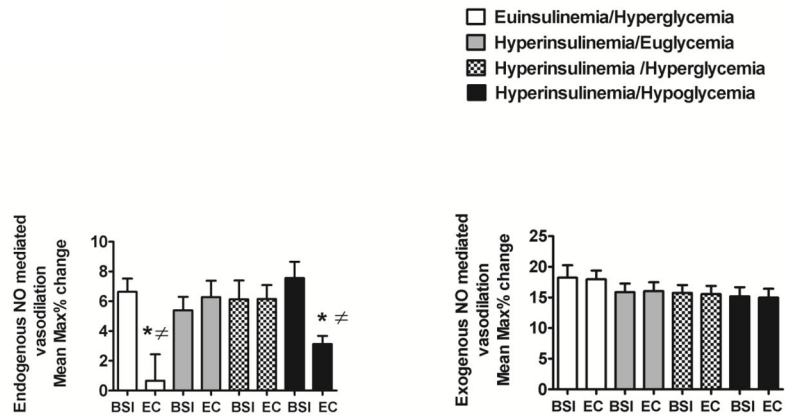 Euinsulinemia/Hyperglycemia
Hyperinsulinemia/Euglycemia
Hyperinsulinemia /Hyperglycemia
Hyperinsulinemia/Hypoglycemia
Endogenous NO mediated
vasodilation
Mean Max% change
8
6
4
2
0
*≠
* ≠
BSI EC BSI EC BSI EC BSI EC
Exogenous NO mediated
vasodilation
Mean Max% change
25
20
15
10
5
0
BSI EC BSI EC BSI EC BSI EC